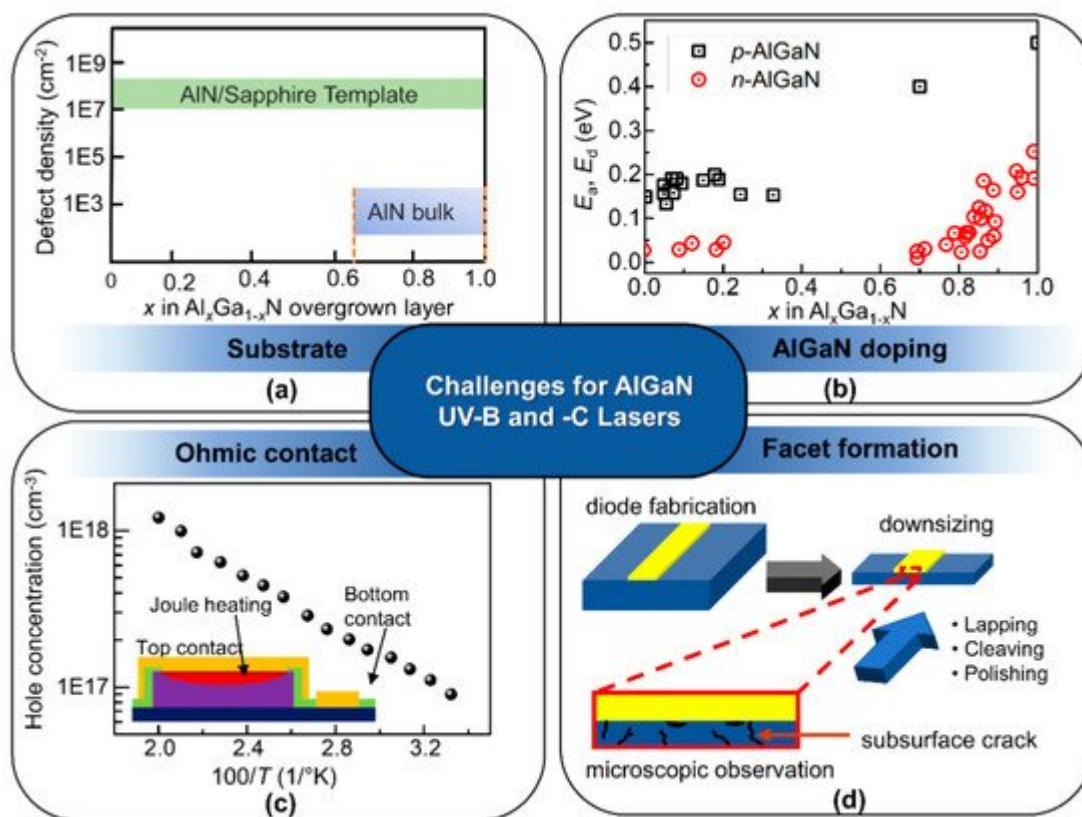 Defect density (cm⁻²)
1E9
1E7
1E5
1E3
AlN/Sapphire Template
AlN bulk
0 0.2 0.4 0.6 0.8 1.0
x in AlₓGa₁₋ₓN overgrown layer
Substrate
(a)
Eₐ, E_d (eV)
0.5
0.4
0.3
0.2
0.1
0.0
p-AlGaN
n-AlGaN
0.0 0.2 0.4 0.6 0.8 1.0
x in AlₓGa₁₋ₓN
AlGaN doping
(b)
Challenges for AlGaN
UV-B and -C Lasers
Ohmic contact
Hole concentration (cm⁻³)
1E18
1E17
Joule heating
Top contact
Bottom
contact
2.0 2.4 2.8 3.2
100/T (1/°K)
(c)
Facet formation
diode fabrication
downsizing
• Lapping
• Cleaving
• Polishing
subsurface crack
microscopic observation
(d)